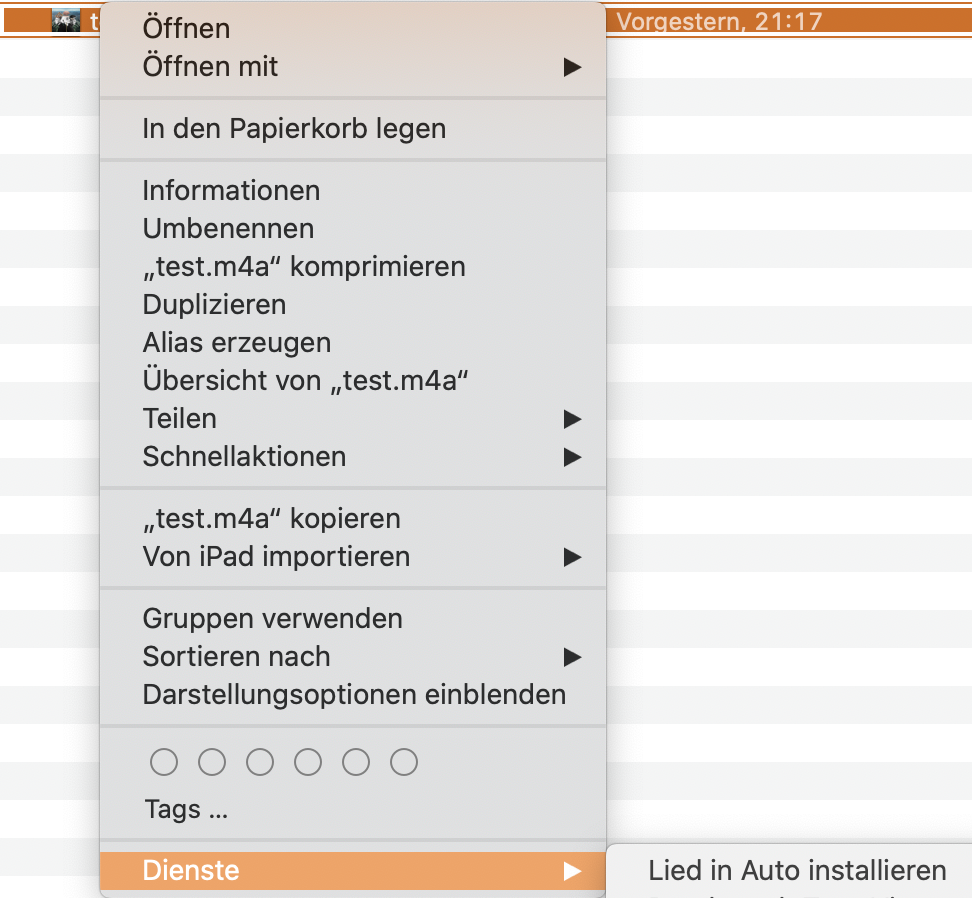 Vorgestern, 21:17
Öffnen
Öffnen mit
In den Papierkorb legen
Informationen
Umbenennen
„test.m4a“ komprimieren
Duplizieren
Alias erzeugen
Übersicht von „test.m4a“
Teilen
Schnellaktionen
„test.m4a“ kopieren
Von iPad importieren
Gruppen verwenden
Sortieren nach
Darstellungsoptionen einblenden
Tags ...
Dienste
Lied in Auto installieren